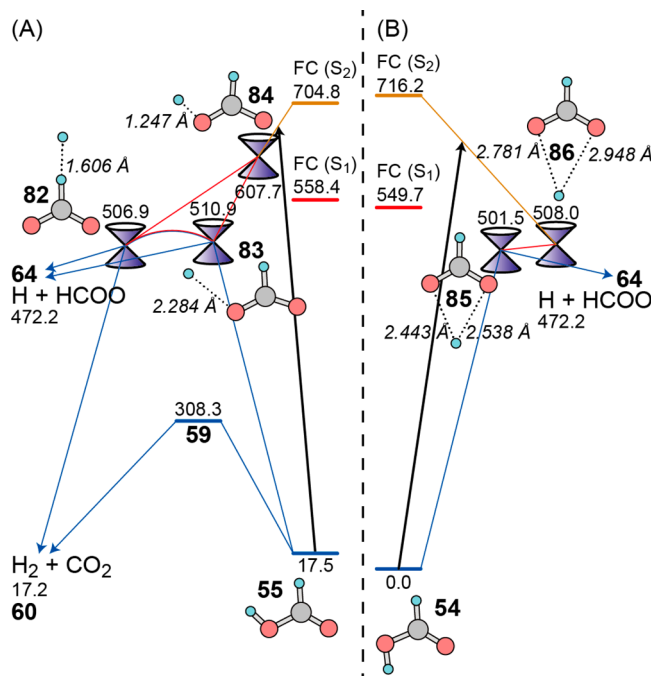 (A)
(B)
FC (S2)
704.8
FC (S2)
716.2
84
1.247 Å
86
2.781 Å
2.948 Å
1.606 Å
82
607.7
FC (S1)
558.4
FC (S1)
549.7
506.9
510.9
501.5
508.0
83
64
H + HCOO
472.2
2.284 Å
85
2.443 Å
2.538 Å
64
H + HCOO
472.2
308.3
59
H2 + CO2
17.2
60
17.5
55
0.0
54